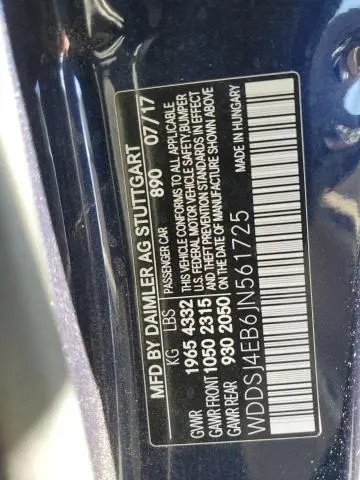 MFD BY DAIMLER AG STUTTGART
890 07/17
KG LBS PASSENGER CAR
GVWR 1965 4332 THIS VEHICLE CONFORMS TO ALL APPLICABLE
GAWR FRONT 1050 2315 U.S. FEDERAL MOTOR VEHICLE SAFETY, BUMPER
GAWR REAR 930 2050 AND THEFT PREVENTION STANDARDS IN EFFECT
ON THE DATE OF MANUFACTURE SHOWN ABOVE
WDDSJ4EB6JN561725 MADE IN HUNGARY